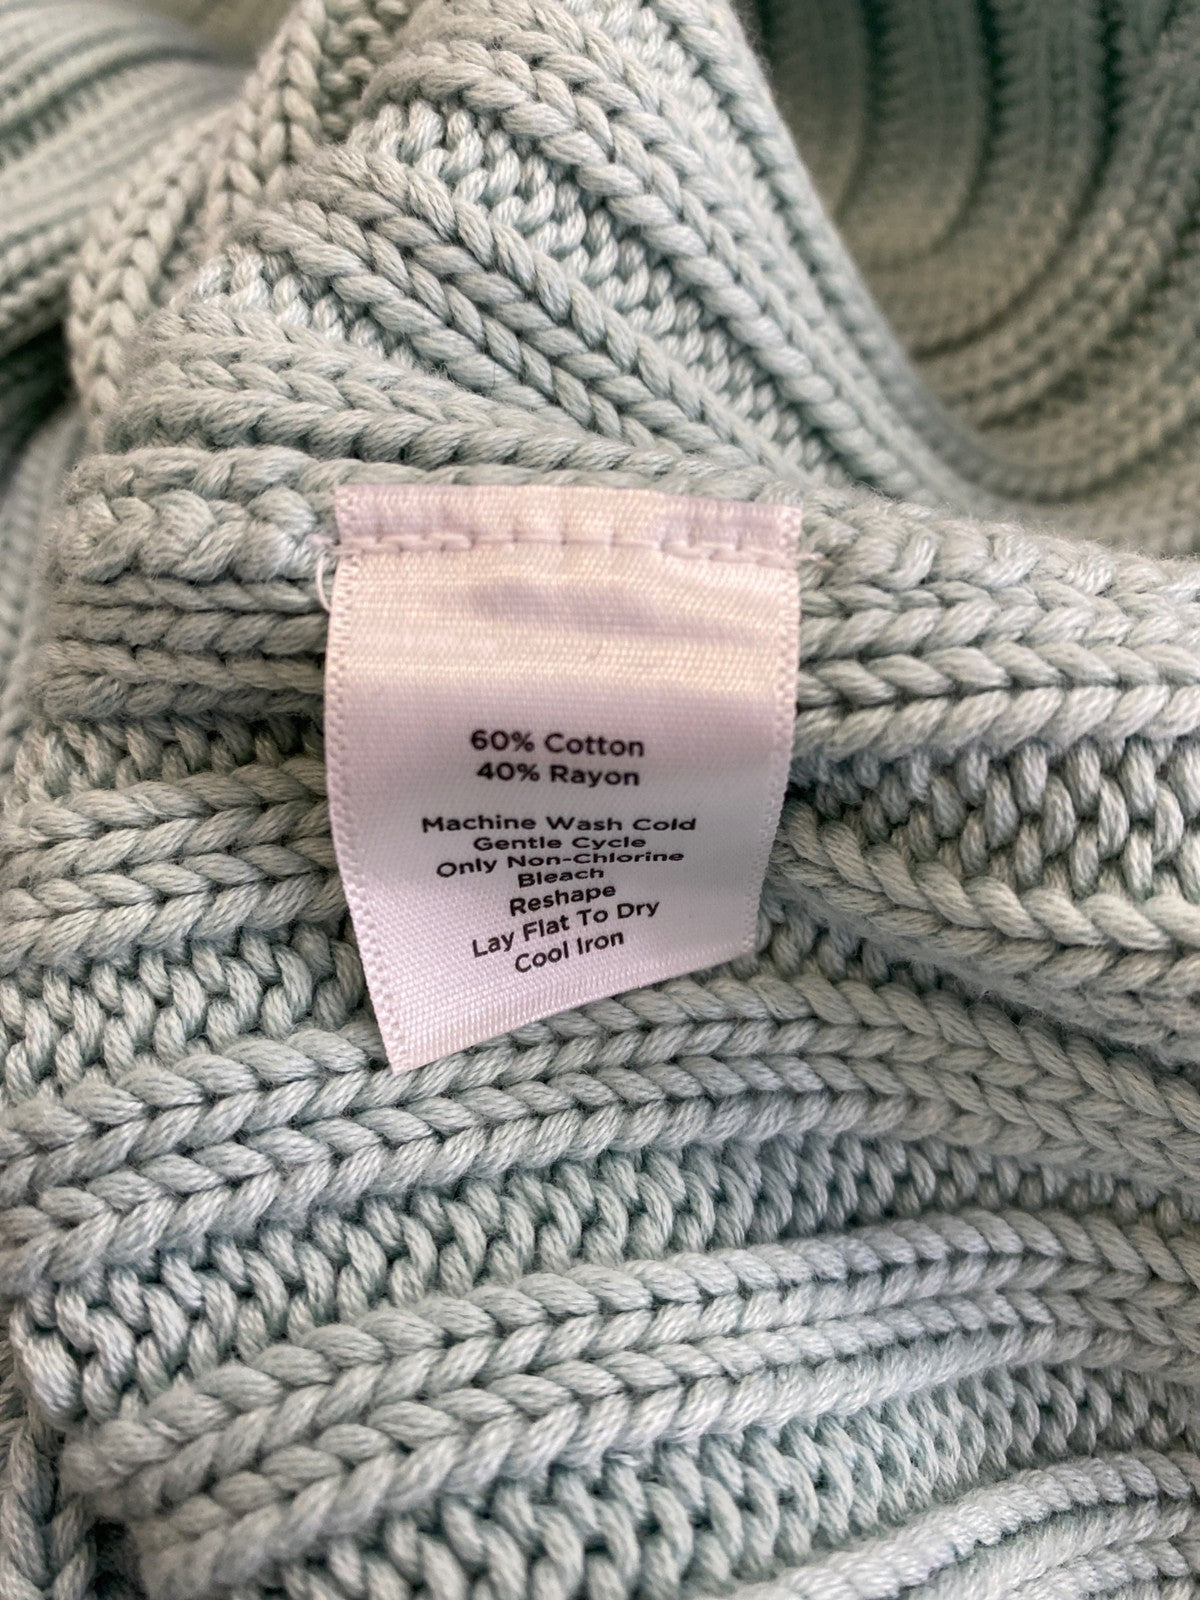 60% Cotton
40% Rayon
Machine Wash Cold
Gentle Cycle
Only Non-Chlorine
Bleach
Reshape
Lay Flat To Dry
Cool Iron